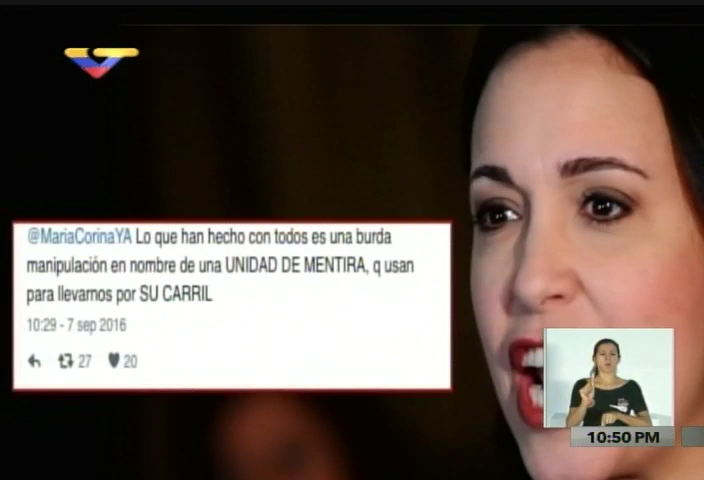 @MariaCorinaYA Lo que han hecho con todos es una burda
manipulación en nombre de una UNIDAD DE MENTIRA, q usan
para llevarnos por SU CARRIL
10:29 - 7 sep 2016
27 20
10:50 PM